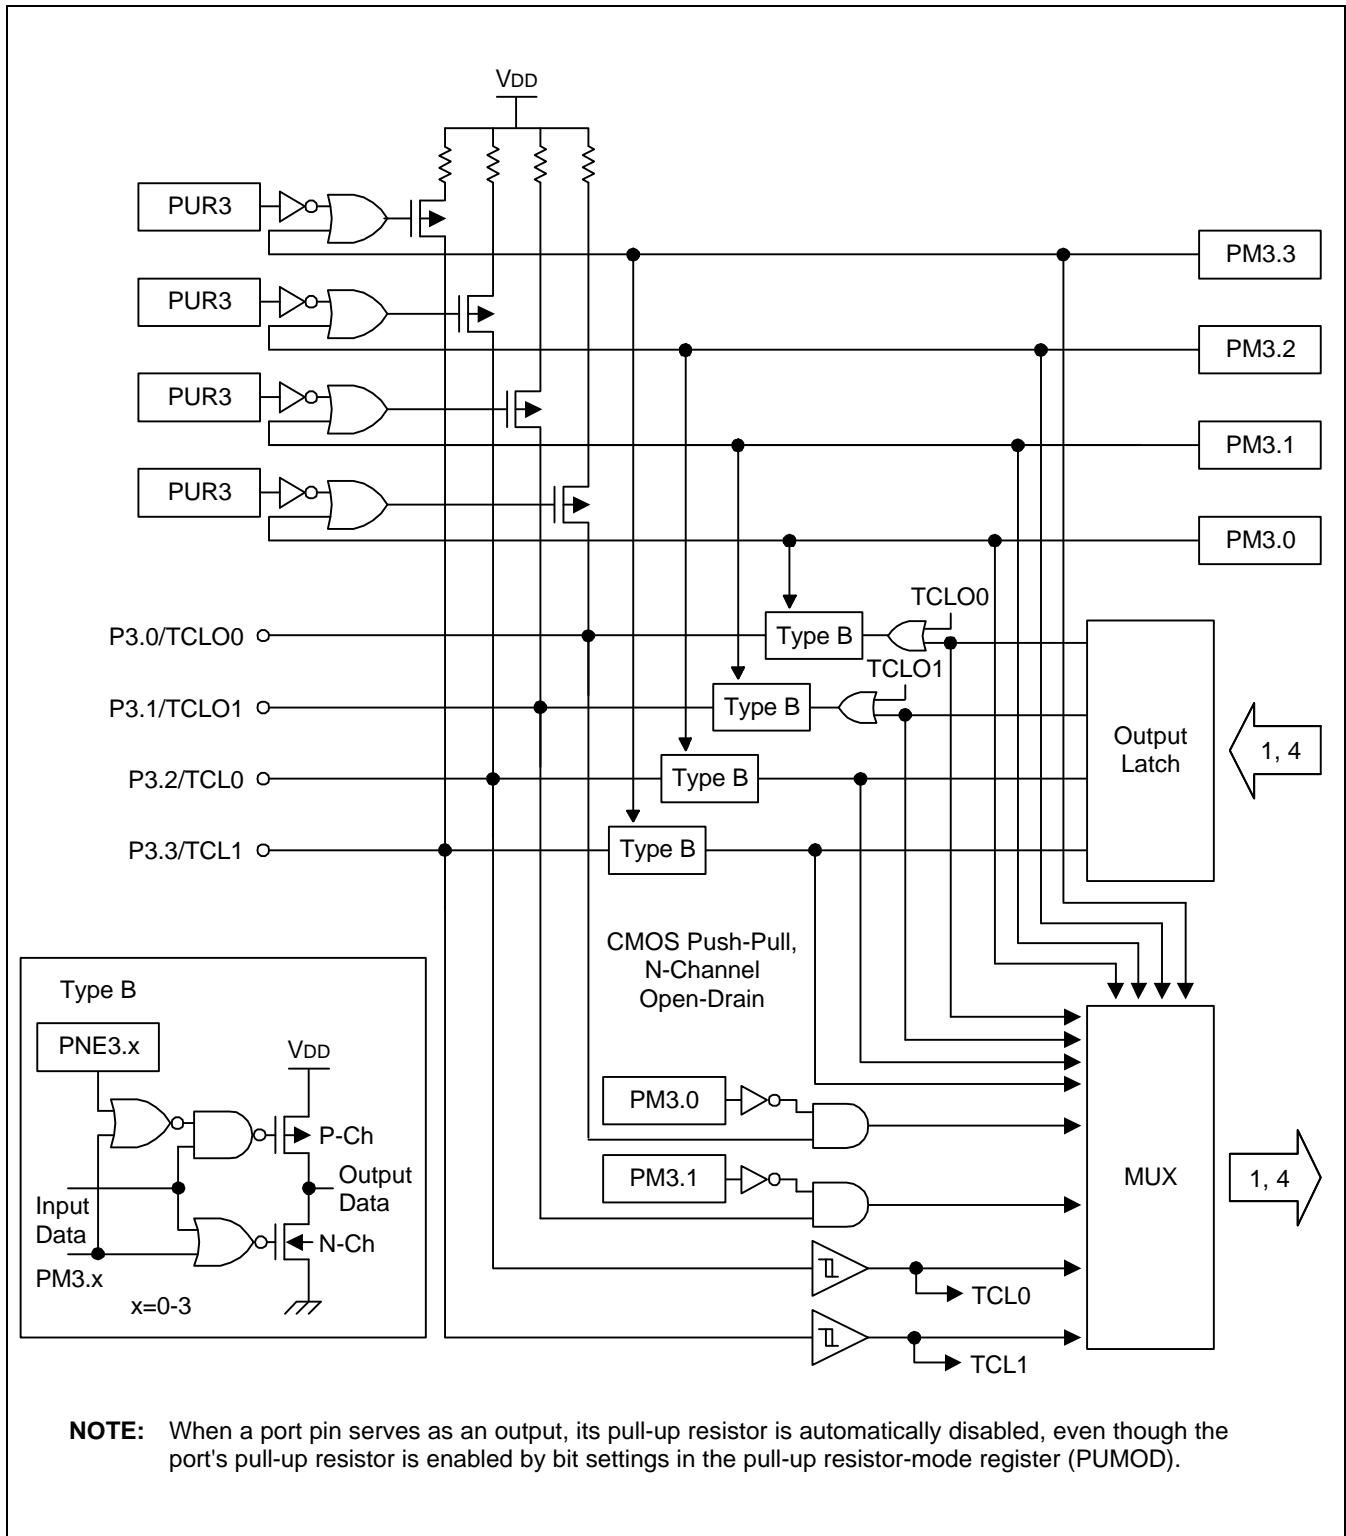 VDD
PUR3
PM3.3
PUR3
PM3.2
PUR3
PM3.1
PUR3
PM3.0
TCLO0
P3.0/TCLO0
Type B
TCLO1
P3.1/TCLO1
Type B
P3.2/TCL0
Type B
Output
Latch
1, 4
P3.3/TCL1
Type B
CMOS Push-Pull,
N-Channel
Open-Drain
Type B
PNE3.x
VDD
P-Ch
Output
Data
Input
Data
N-Ch
PM3.x
x=0-3
PM3.0
PM3.1
MUX
1, 4
TCL0
TCL1
NOTE: When a port pin serves as an output, its pull-up resistor is automatically disabled, even though the
port's pull-up resistor is enabled by bit settings in the pull-up resistor-mode register (PUMOD).